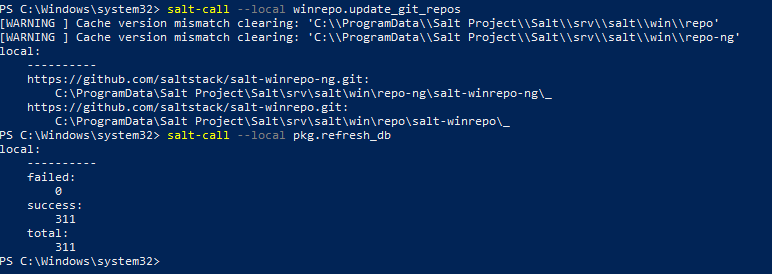 PS C:\Windows\system32> salt-call --local winrepo.update_git_repos
[WARNING ] Cache version mismatch clearing: 'C:\\ProgramData\\Salt Project\\Salt\\srv\\salt\\win\\repo'
[WARNING ] Cache version mismatch clearing: 'C:\\ProgramData\\Salt Project\\Salt\\srv\\salt\\win\\repo-ng'
local:
    ----------
    https://github.com/saltstack/salt-winrepo-ng.git:
        C:\ProgramData\Salt Project\Salt\srv\salt\win\repo-ng\salt-winrepo-ng\_
    https://github.com/saltstack/salt-winrepo.git:
        C:\ProgramData\Salt Project\Salt\srv\salt\win\repo\salt-winrepo\_
PS C:\Windows\system32> salt-call --local pkg.refresh_db
local:
    ----------
    failed:
        0
    success:
        311
    total:
        311
PS C:\Windows\system32>